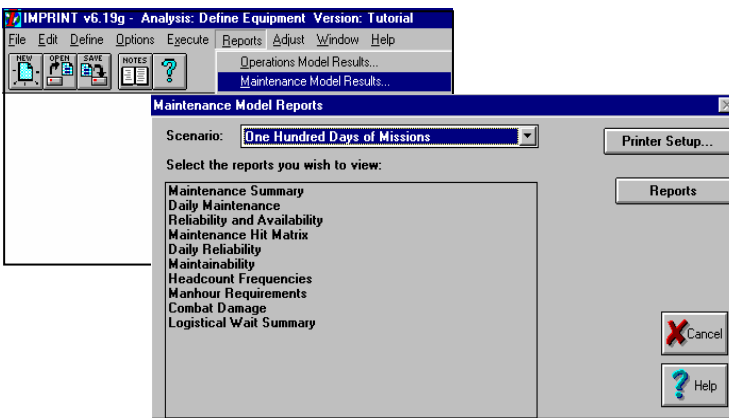 IMPRINT v6.19g - Analysis: Define Equipment Version: Tutorial
File Edit Define Options Execute Reports Adjust Window Help
NEW OPEN SAVE NOTES ?
Operations Model Results...
Maintenance Model Results...
Maintenance Model Reports
Scenario: One Hundred Days of Missions
Printer Setup...
Select the reports you wish to view:
Reports
Maintenance Summary
Daily Maintenance
Reliability and Availability
Maintenance Hit Matrix
Daily Reliability
Maintainability
Headcount Frequencies
Manhour Requirements
Combat Damage
Logistical Wait Summary
Cancel
? Help